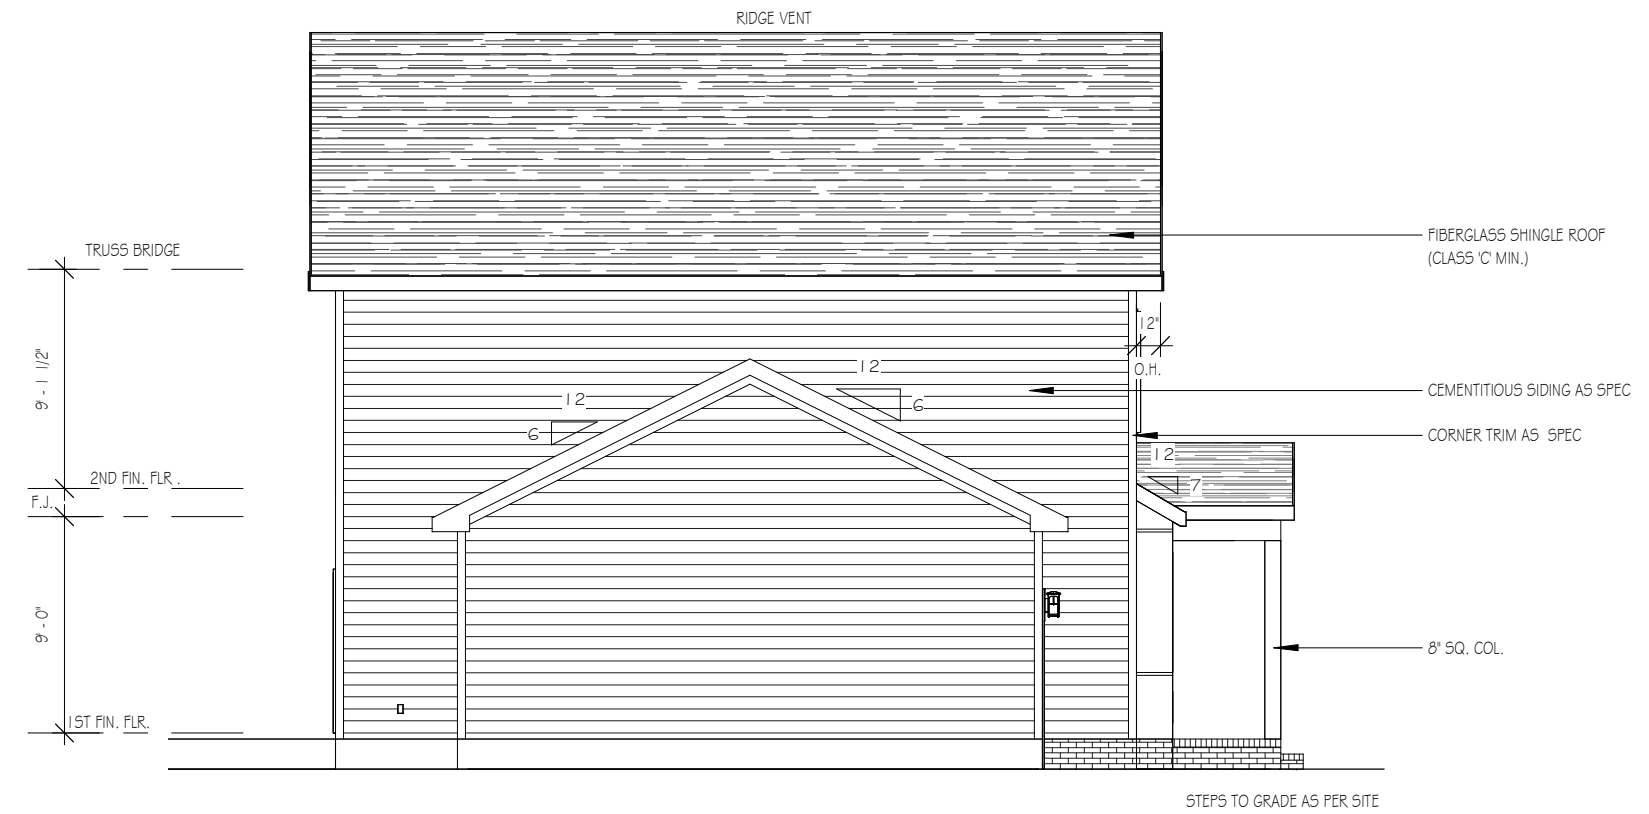 RIDGE VENT
TRUSS BRIDGE
FIBERGLASS SHINGLE ROOF
(CLASS 'C' MIN.)
12"
O.H.
9' - 1 1/2"
12
6
12
6
CEMENTITIOUS SIDING AS SPEC
CORNER TRIM AS SPEC
12
7
2ND FIN. FLR.
F.J.
9' - 0"
8" SQ. COL.
1ST FIN. FLR.
STEPS TO GRADE AS PER SITE